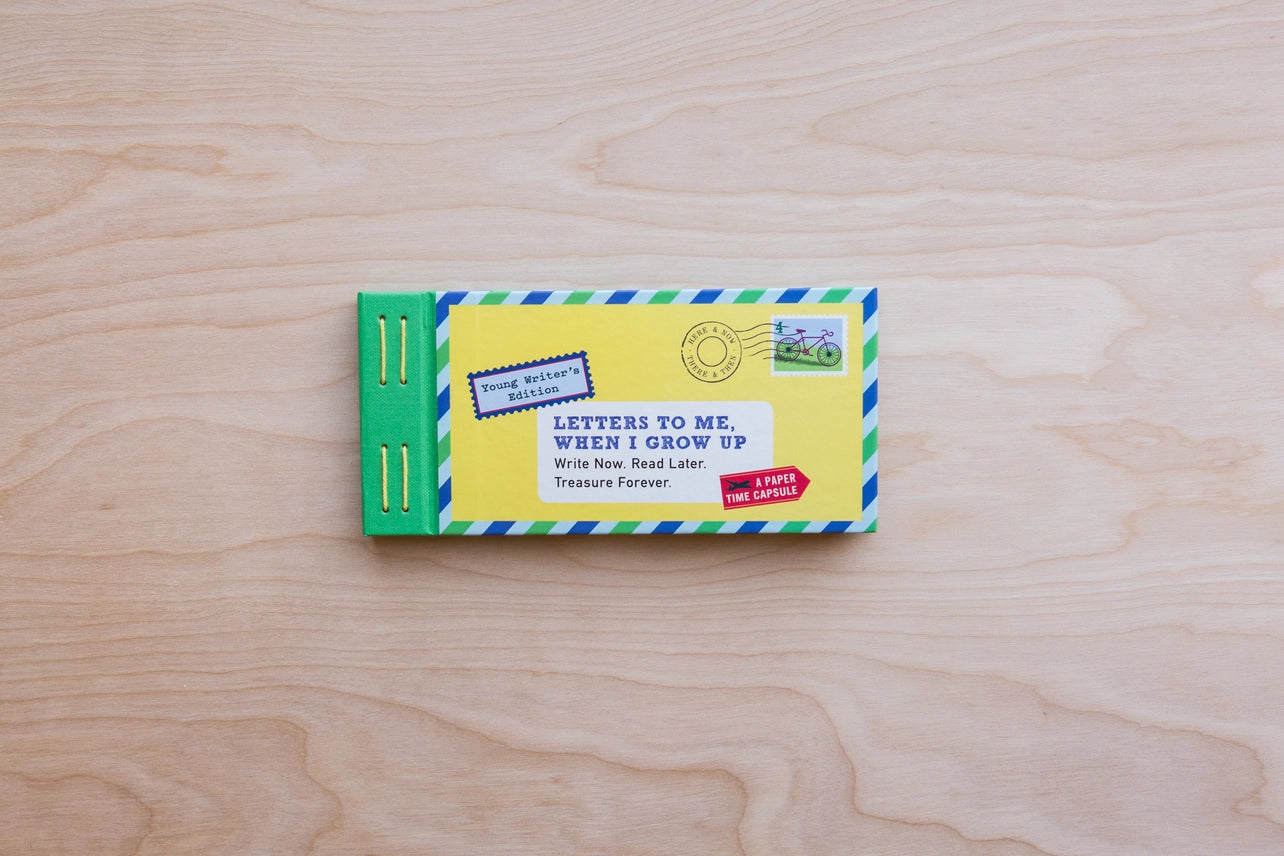 HERE & NOW
THERE & THEN
4
Young Writer's
Edition
LETTERS TO ME,
WHEN I GROW UP
Write Now. Read Later.
Treasure Forever.
A PAPER
TIME CAPSULE